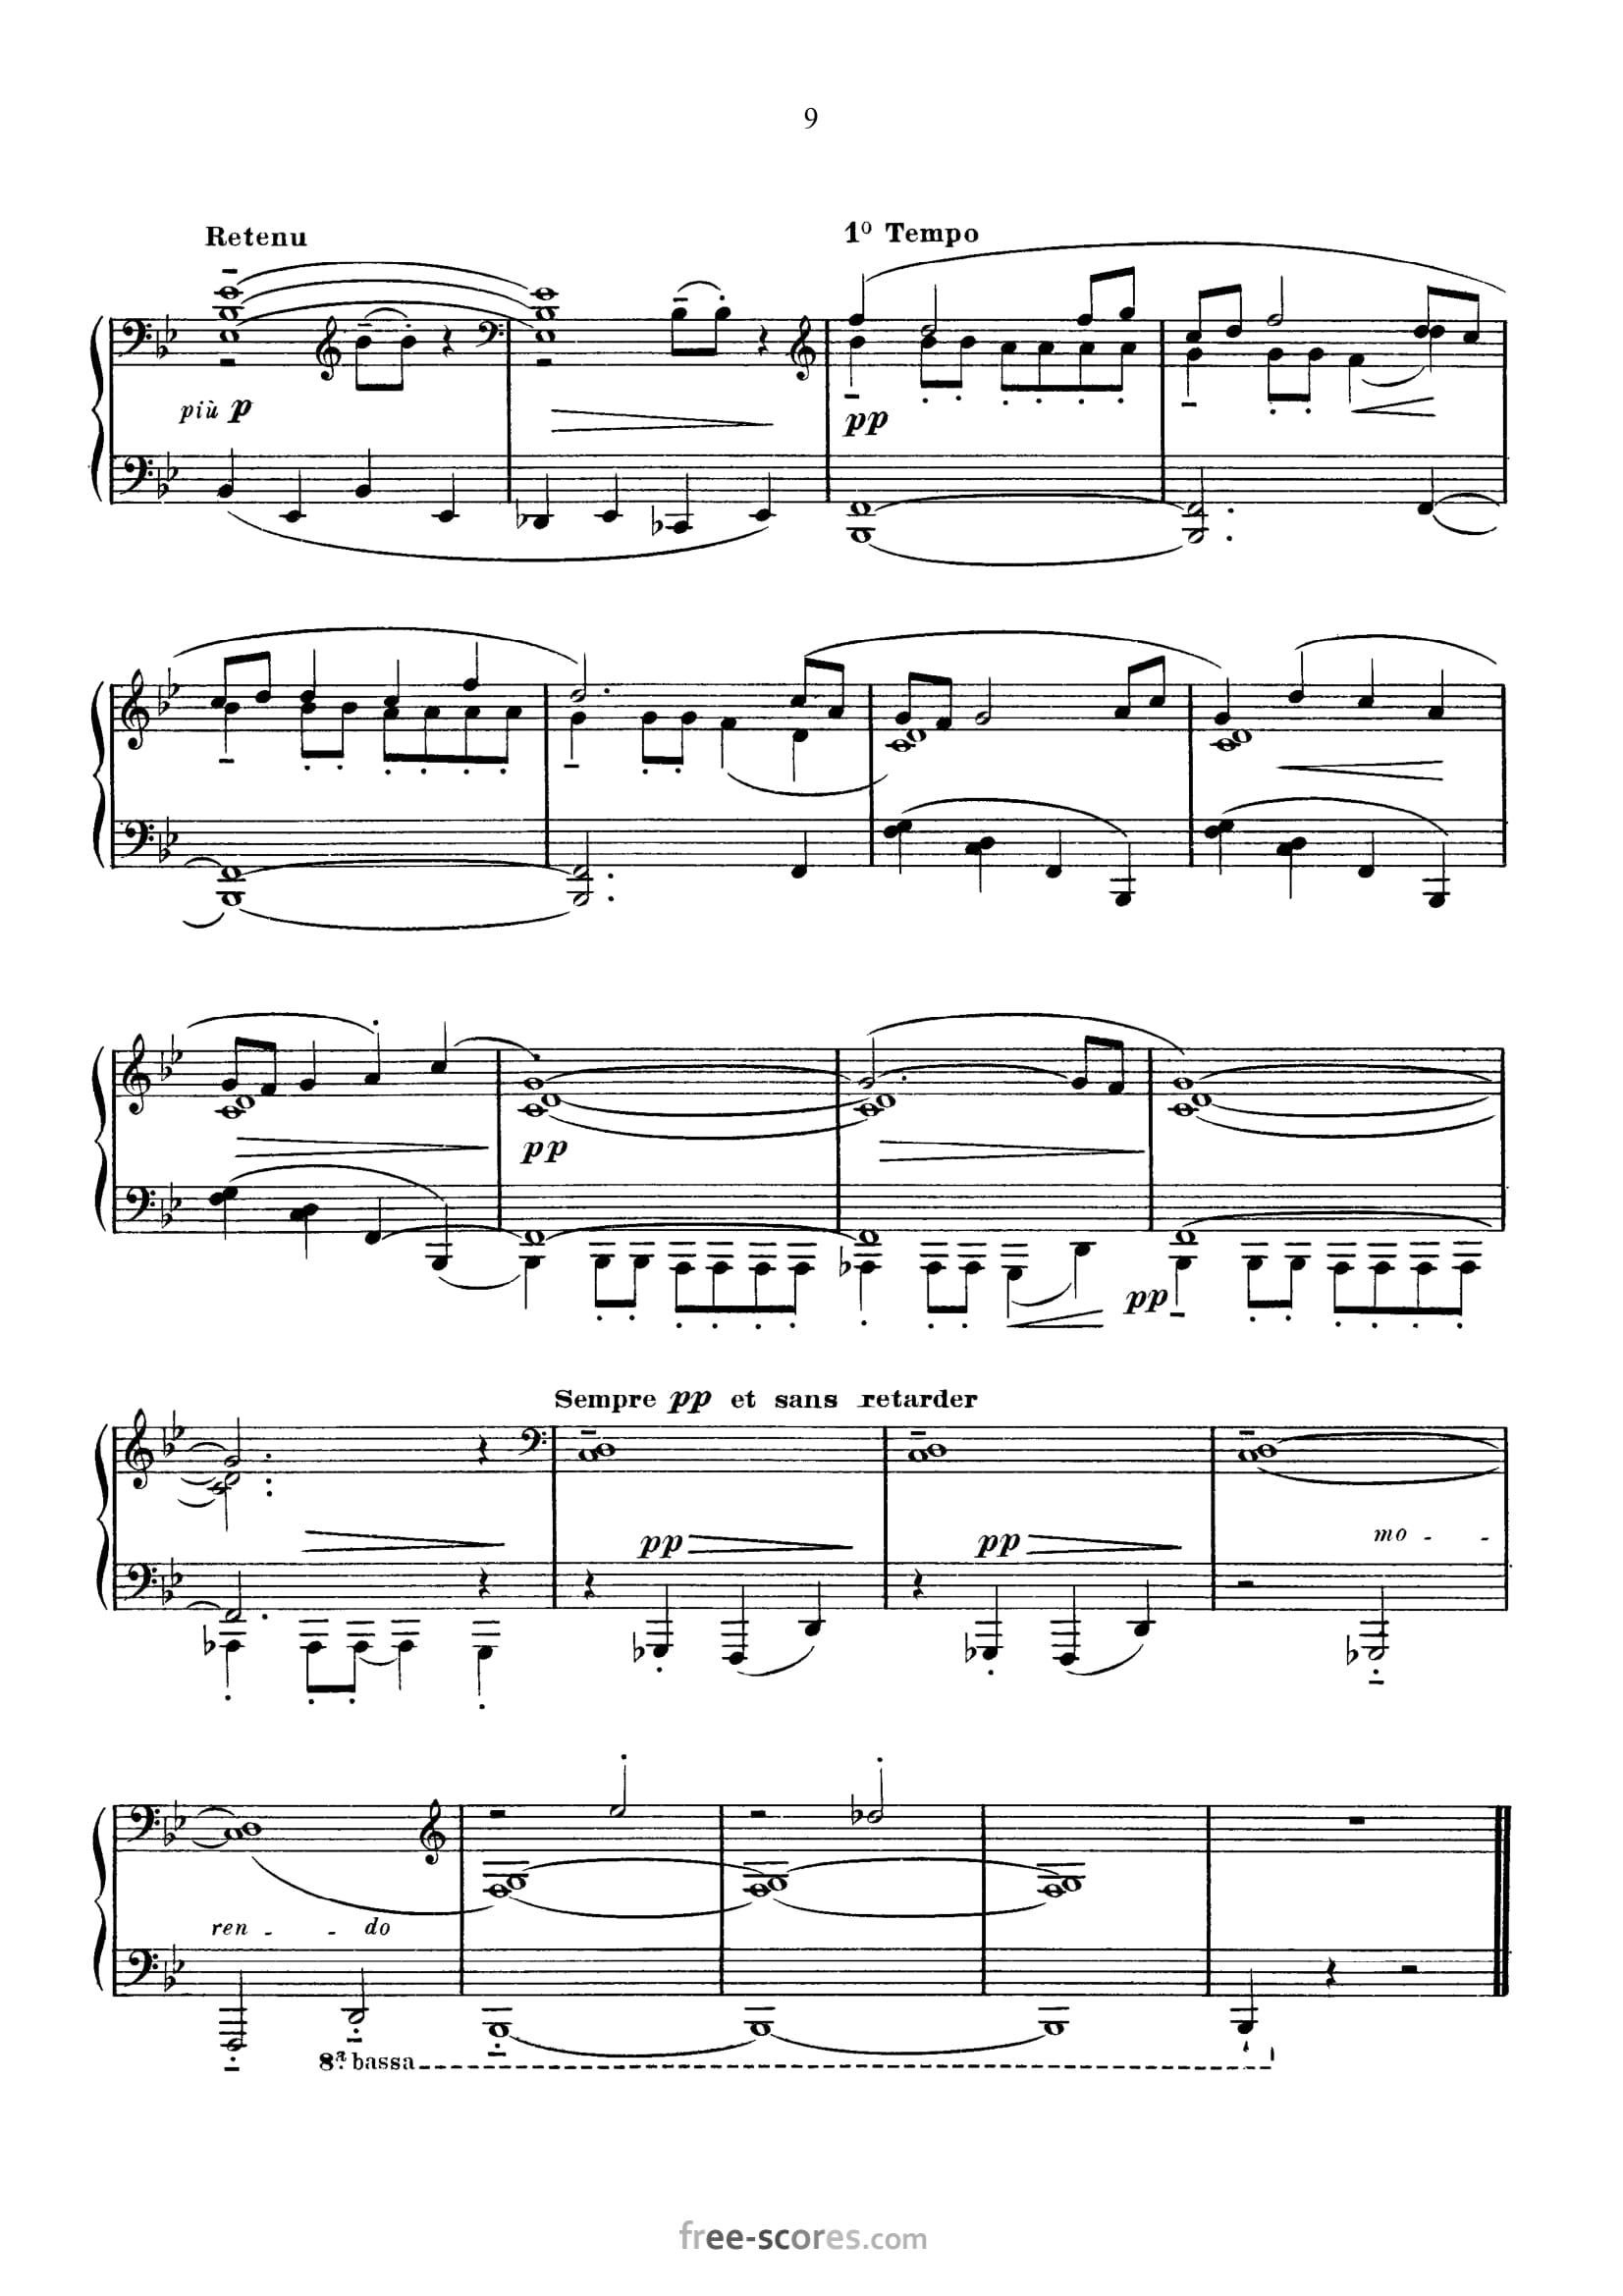 9
Retenu
1º Tempo
più p
pp
pp
pp
Sempre pp et sans retarder
pp
pp
mo - -
ren - - do
8ª bassa
free-scores.com